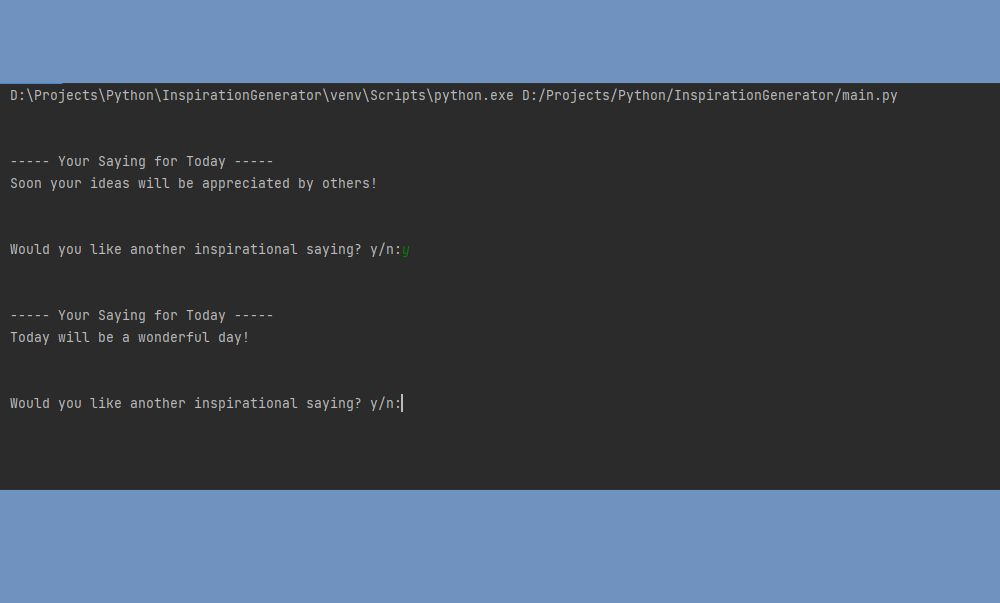 D:\Projects\Python\InspirationGenerator\venv\Scripts\python.exe D:/Projects/Python/InspirationGenerator/main.py
----- Your Saying for Today -----
Soon your ideas will be appreciated by others!
Would you like another inspirational saying? y/n:y
----- Your Saying for Today -----
Today will be a wonderful day!
Would you like another inspirational saying? y/n: